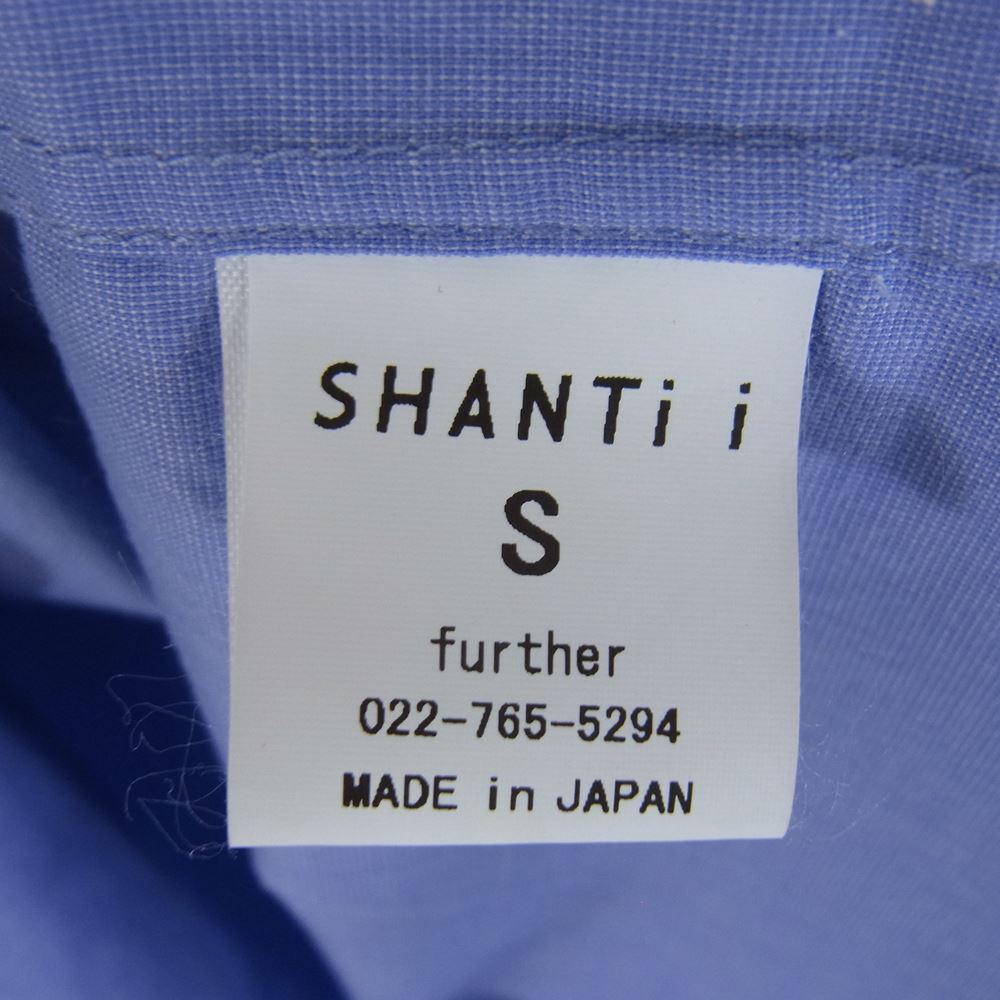 SHANTi i
S
further
022-765-5294
MADE in JAPAN